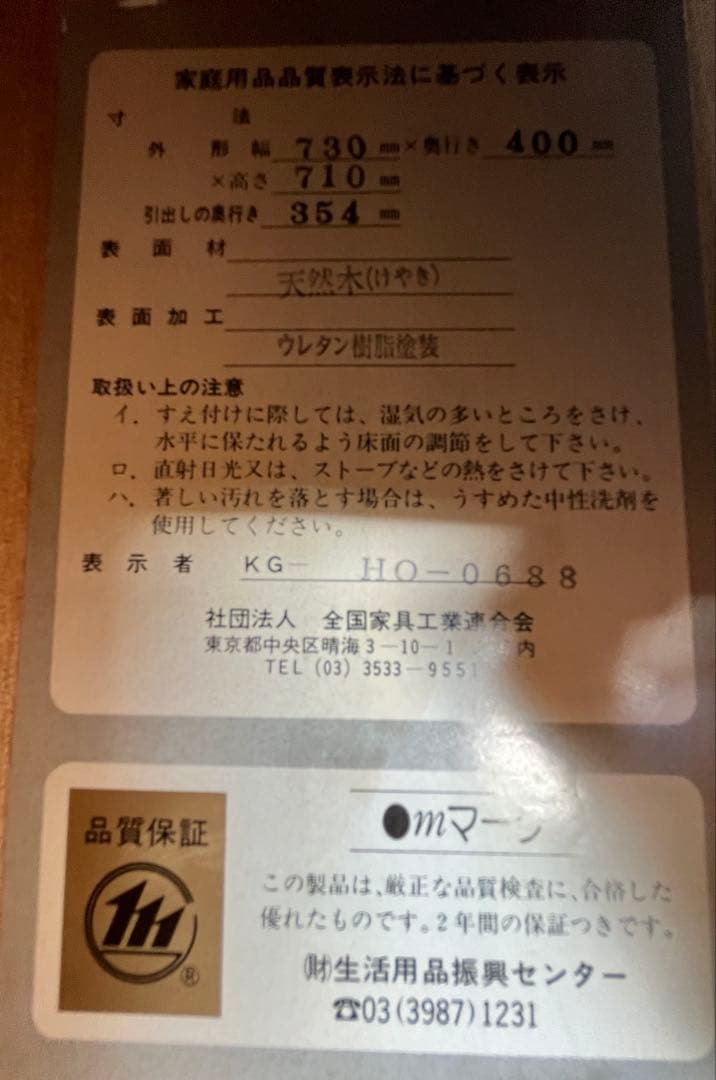 家庭用品品質表示法に基づく表示
寸 法
外 形 幅 730 mm × 奥行き 400 mm
×高さ 710 mm
引出しの奥行き 354 mm
表 面 材
天然木(けやき)
表面加工
ウレタン樹脂塗装
取扱い上の注意
イ. すえ付けに際しては、湿気の多いところをさけ、
水平に保たれるよう床面の調節をして下さい。
ロ. 直射日光又は、ストーブなどの熱をさけて下さい。
ハ. 著しい汚れを落とす場合は、うすめた中性洗剤を
使用してください。
表 示 者 KG- HO-0688
社団法人 全国家具工業連合会
東京都中央区晴海3-10-1 内
TEL (03) 3533-9551
品質保証
®
●mマーク
この製品は、厳正な品質検査に、合格した
優れたものです。2年間の保証つきです。
(財)生活用品振興センター
☎03(3987)1231